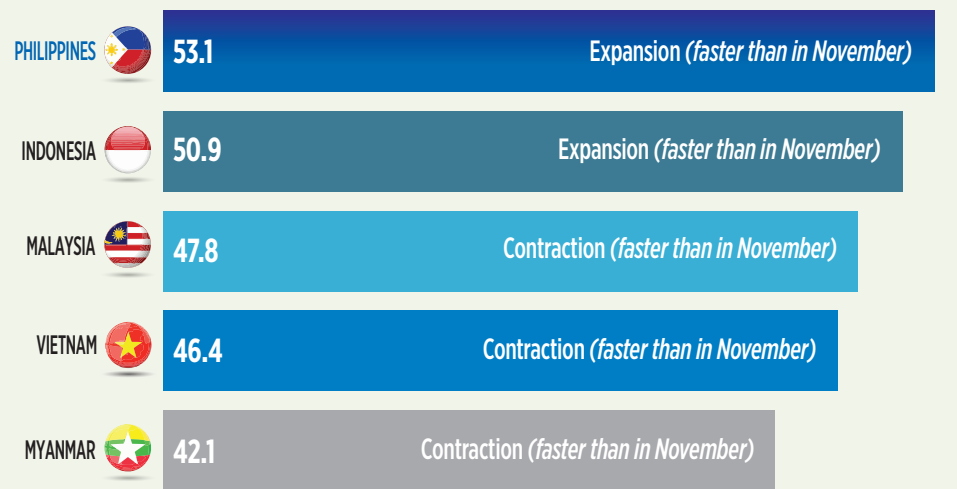 PHILIPPINES 53.1 Expansion (faster than in November)
INDONESIA 50.9 Expansion (faster than in November)
MALAYSIA 47.8 Contraction (faster than in November)
VIETNAM 46.4 Contraction (faster than in November)
MYANMAR 42.1 Contraction (faster than in November)